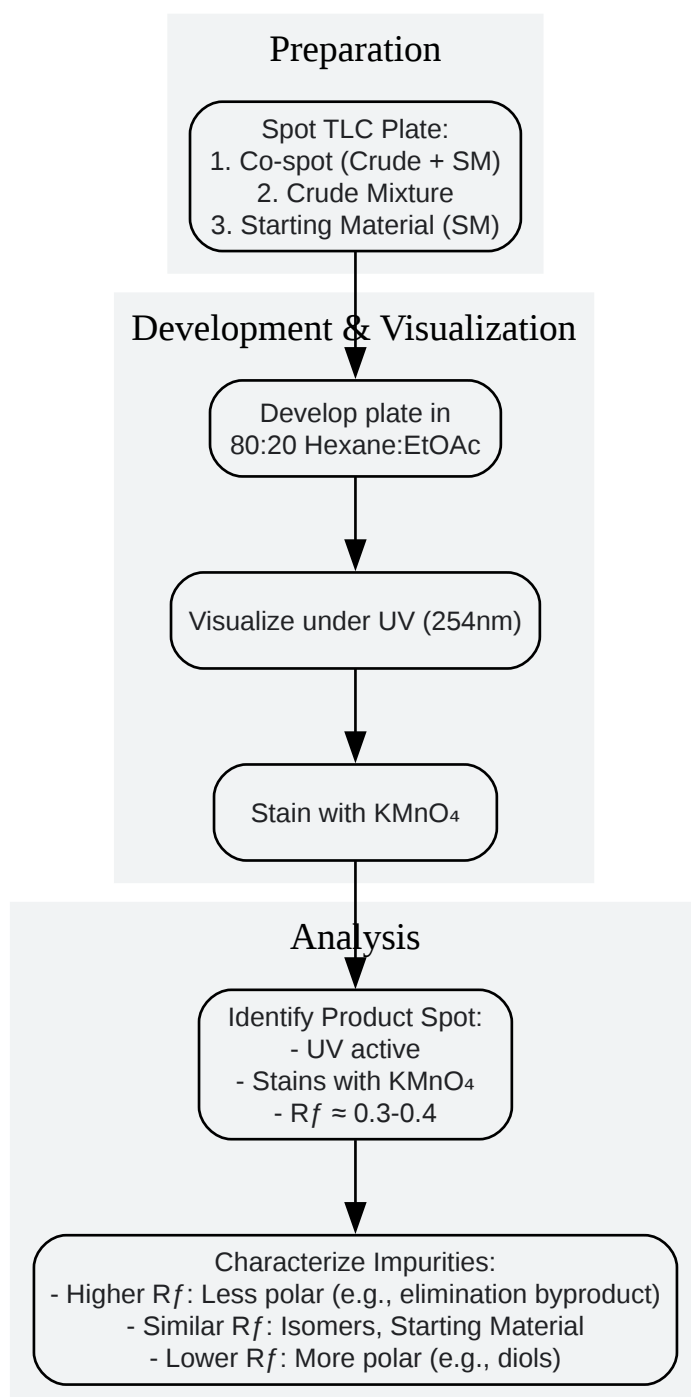 Preparation
Spot TLC Plate:
1. Co-spot (Crude + SM)
2. Crude Mixture
3. Starting Material (SM)
Development & Visualization
Develop plate in
80:20 Hexane:EtOAc
Visualize under UV (254nm)
Stain with KMnO₄
Analysis
Identify Product Spot:
- UV active
- Stains with KMnO₄
- Rƒ ≈ 0.3-0.4
Characterize Impurities:
- Higher Rƒ: Less polar (e.g., elimination byproduct)
- Similar Rƒ: Isomers, Starting Material
- Lower Rƒ: More polar (e.g., diols)